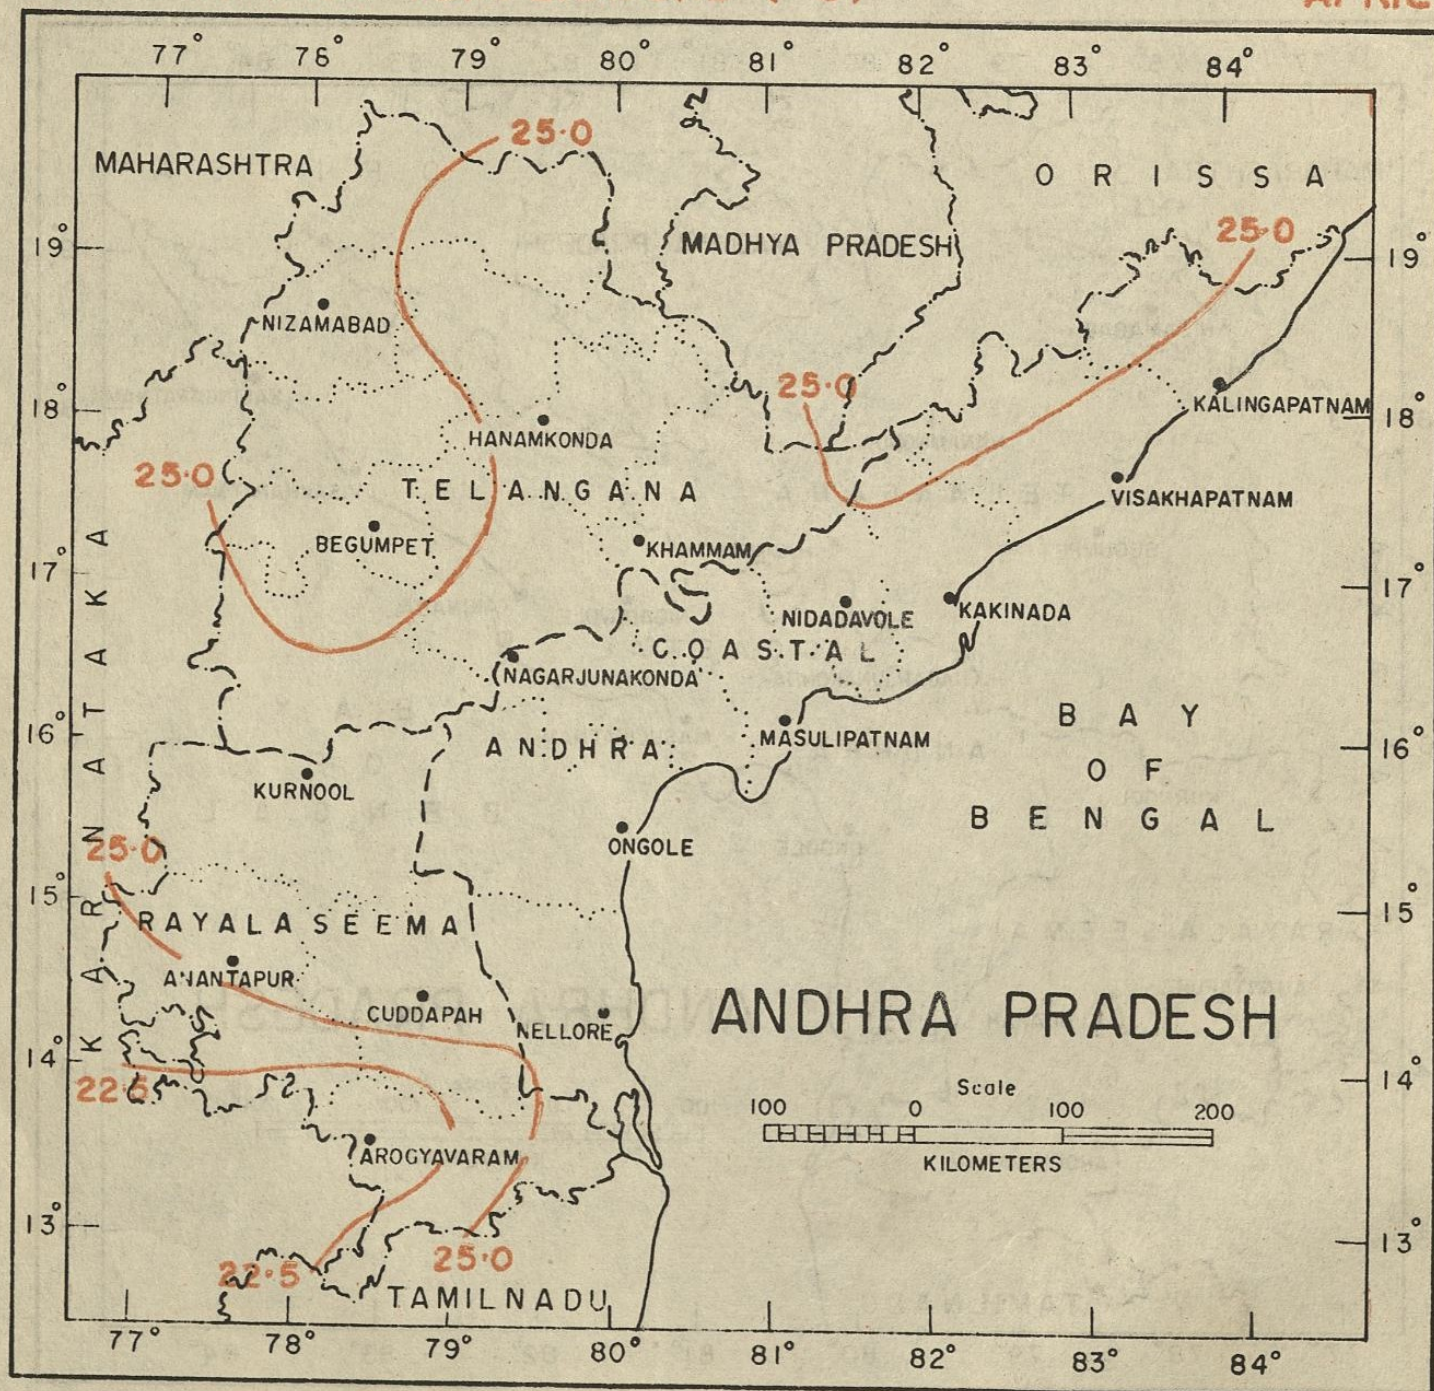 77° 76° 79° 80° 81° 82° 83° 84°
25.0
MAHARASHTRA
ORISSA
25.0
19° MADHYA PRADESH 19°
NIZAMABAD
25.0
18° KALINGAPATNAM 18°
HANAMKONDA
25.0
TELANGANA
VISAKHAPATNAM
BEGUMPET
KHAMMAM
17° 17°
NIDADAVOLE KAKINADA
COASTAL
NAGARJUNAKONDA
KARNATAKA
BAY
16° 16°
ANDHRA MASULIPATNAM
OF
KURNOOL
BENGAL
25.0 ONGOLE
15° 15°
RAYALASEEMA
ANANTAPUR
CUDDAPAH
NELLORE
ANDHRA PRADESH
14° 14°
22.5
Scale
100 0 100 200
KILOMETERS
AROGYAVARAM
13° 13°
22.5 25.0
TAMILNADU
77° 78° 79° 80° 81° 82° 83° 84°